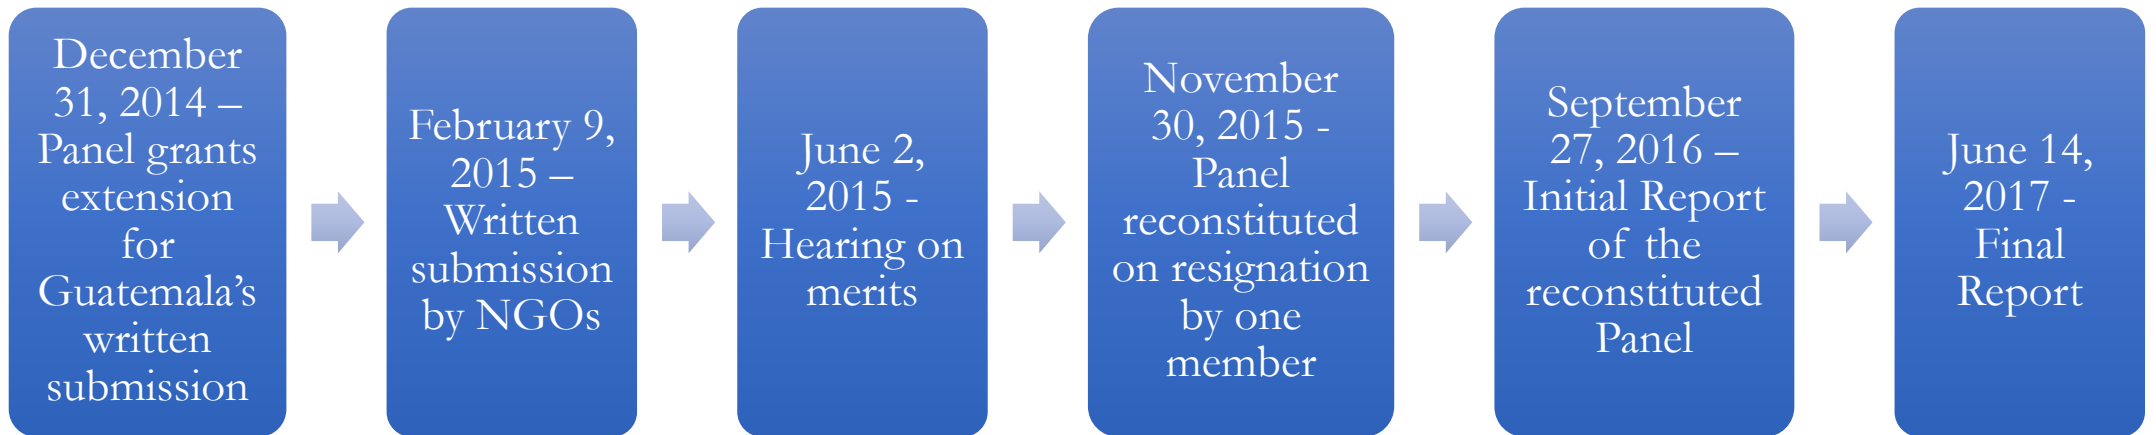 December
31, 2014 –
Panel grants
extension
for
Guatemala’s
written
submission
February 9,
2015 –
Written
submission
by NGOs
June 2,
2015 -
Hearing on
merits
November
30, 2015 -
Panel
reconstituted
on resignation
by one
member
September
27, 2016 –
Initial Report
of the
reconstituted
Panel
June 14,
2017 -
Final
Report